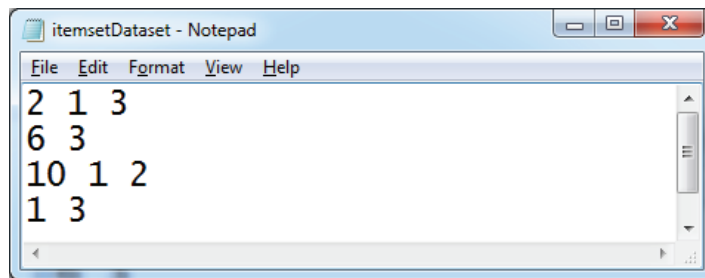 itemsetDataset - Notepad
File Edit Format View Help
2 1 3
6 3
10 1 2
1 3